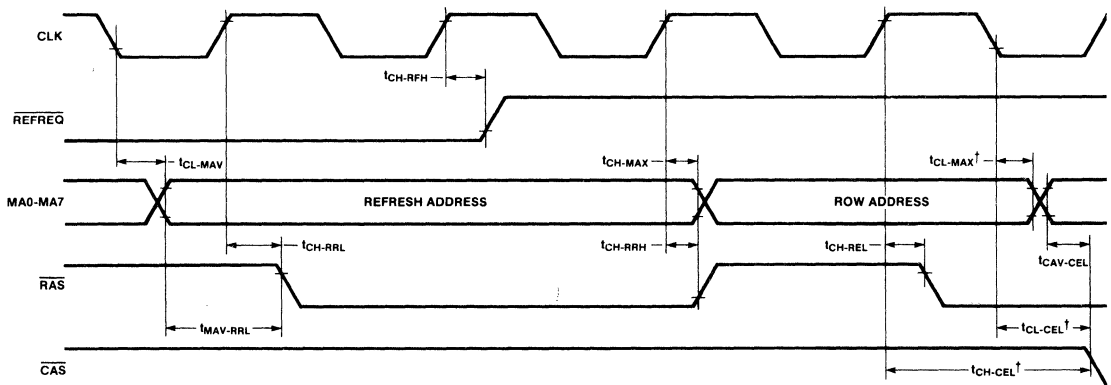 CLK
tCH-RFH
REFREQ
tCL-MAV
tCH-MAX
tCL-MAX†
MA0-MA7
REFRESH ADDRESS
ROW ADDRESS
tCH-RRL
tCH-RRH
tCH-REL
tCAV-CEL
RAS
tMAV-RRL
tCL-CEL†
CAS
tCH-CEL†